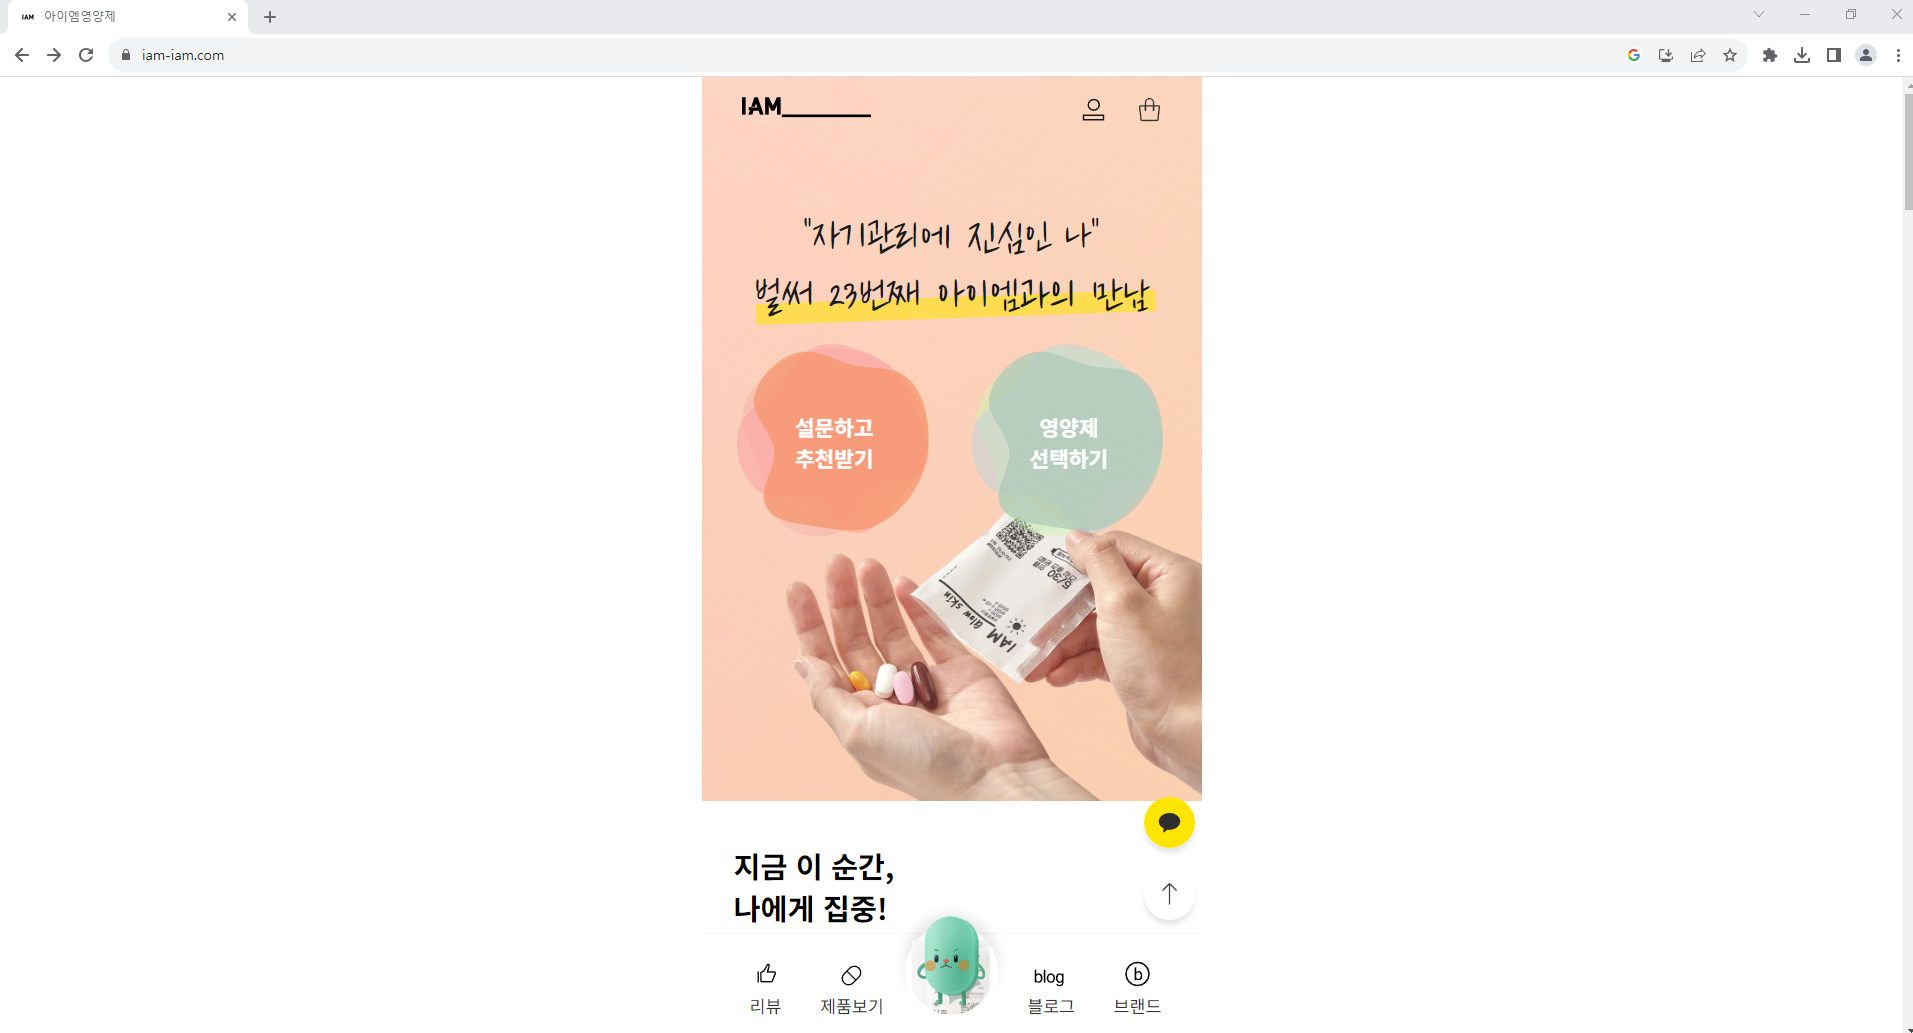 IAM 아이엠영양제
iam-iam.com
IAM
"자기관리에 진심인 나"
벌써 23번째 아이엠과의 만남
설문하고
추천받기
영양제
선택하기
5/30
IAM Glow skin
지금 이 순간,
나에게 집중!
리뷰
제품보기
blog
블로그
b
브랜드